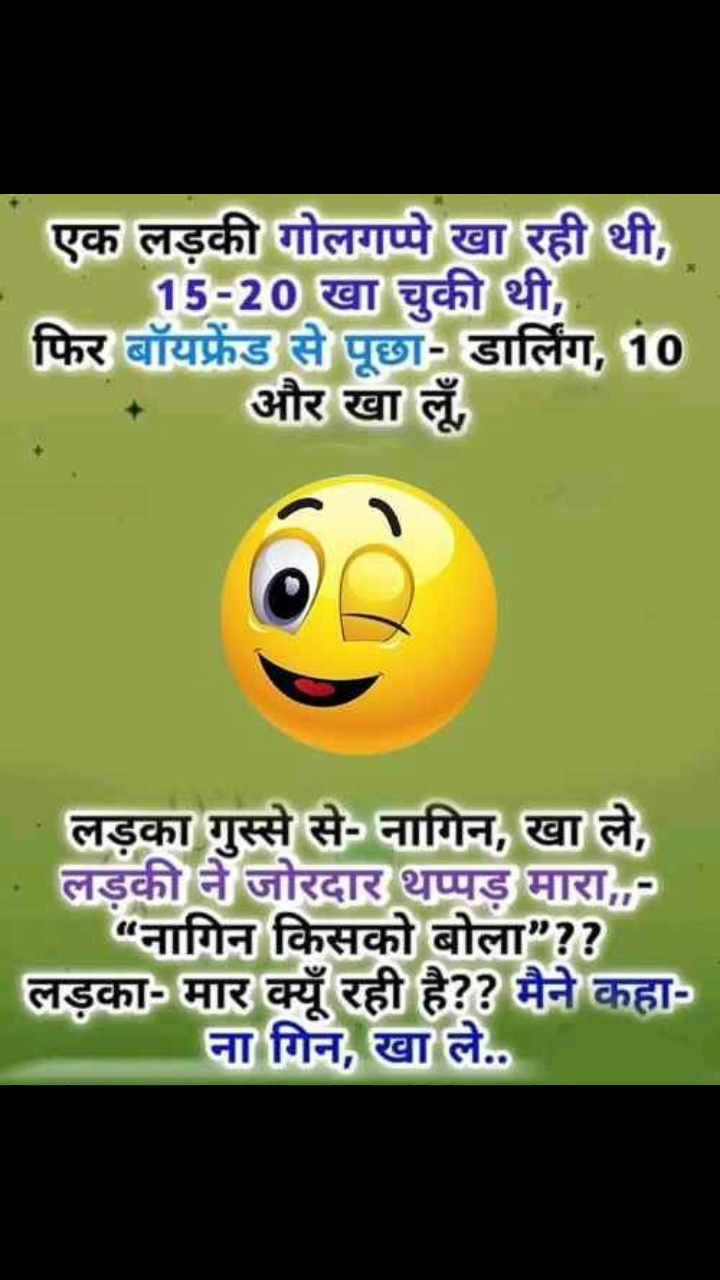 एक लड़की गोलगप्पे खा रही थी,
15-20 खा चुकी थी,
फिर बॉयफ्रेंड से पूछा- डार्लिंग, 10
और खा लूँ,
लड़का गुस्से से- नागिन, खा ले,
लड़की ने जोरदार थप्पड़ मारा,,-
“नागिन किसको बोला”??
लड़का- मार क्यूँ रही है?? मैने कहा-
ना गिन, खा ले..